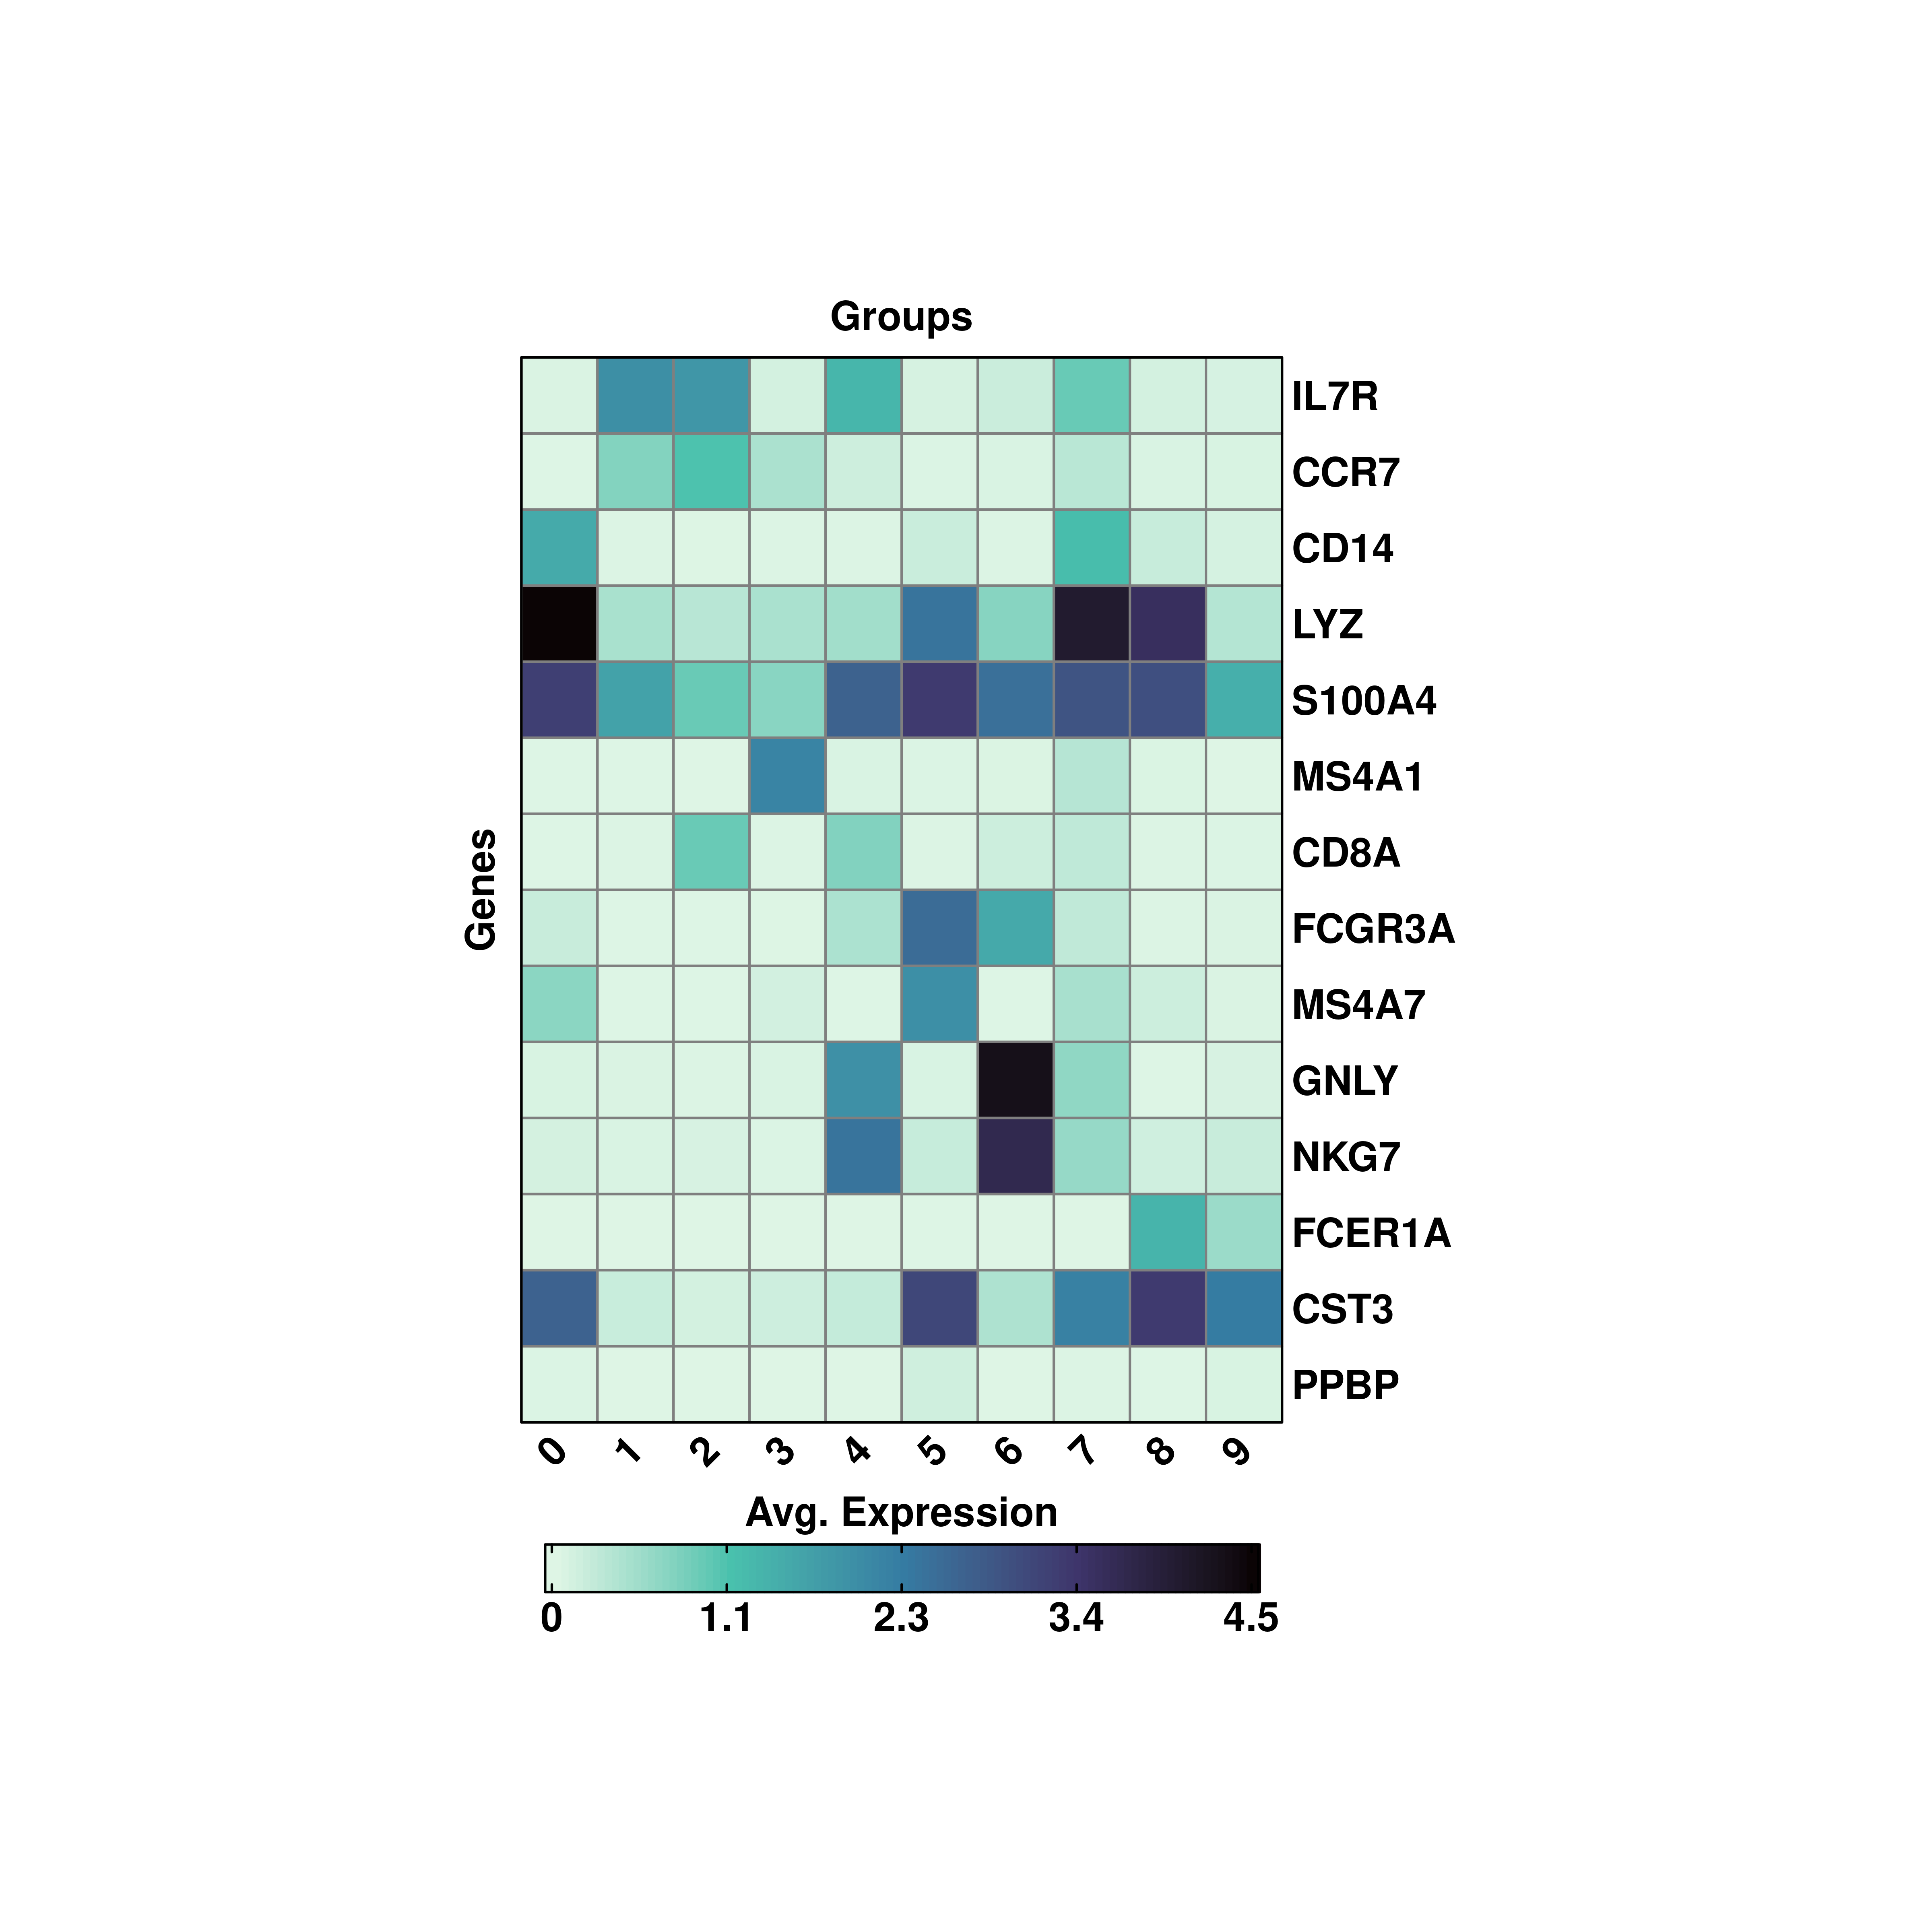 Groups
Genes
IL7R
CCR7
CD14
LYZ
S100A4
MS4A1
CD8A
FCGR3A
MS4A7
GNLY
NKG7
FCER1A
CST3
PPBP
0 1 2 3 4 5 6 7 8 9
Avg. Expression
0 1.1 2.3 3.4 4.5